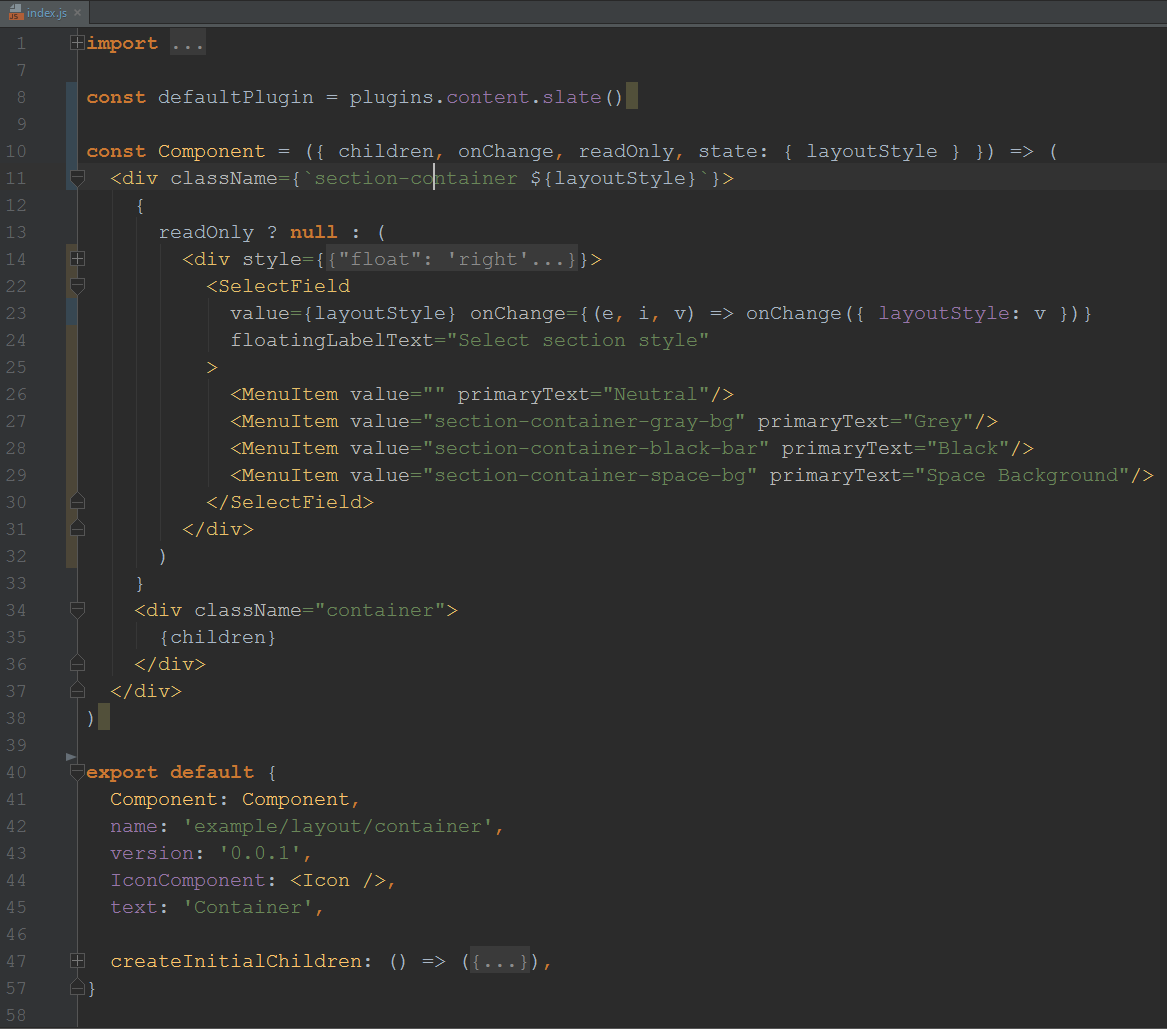 index.js
1 import ...
7
8 const defaultPlugin = plugins.content.slate()
9
10 const Component = ({ children, onChange, readOnly, state: { layoutStyle } }) => (
11   <div className={`section-container ${layoutStyle}`}>
12     {
13       readOnly ? null : (
14         <div style={{"float": 'right'...}}>
22           <SelectField
23             value={layoutStyle} onChange={(e, i, v) => onChange({ layoutStyle: v })}
24             floatingLabelText="Select section style"
25           >
26             <MenuItem value="" primaryText="Neutral"/>
27             <MenuItem value="section-container-gray-bg" primaryText="Grey"/>
28             <MenuItem value="section-container-black-bar" primaryText="Black"/>
29             <MenuItem value="section-container-space-bg" primaryText="Space Background"/>
30           </SelectField>
31         </div>
32       )
33     }
34     <div className="container">
35       {children}
36     </div>
37   </div>
38 )
39
40 export default {
41   Component: Component,
42   name: 'example/layout/container',
43   version: '0.0.1',
44   IconComponent: <Icon />,
45   text: 'Container',
46
47   createInitialChildren: () => ({...}),
57 }
58